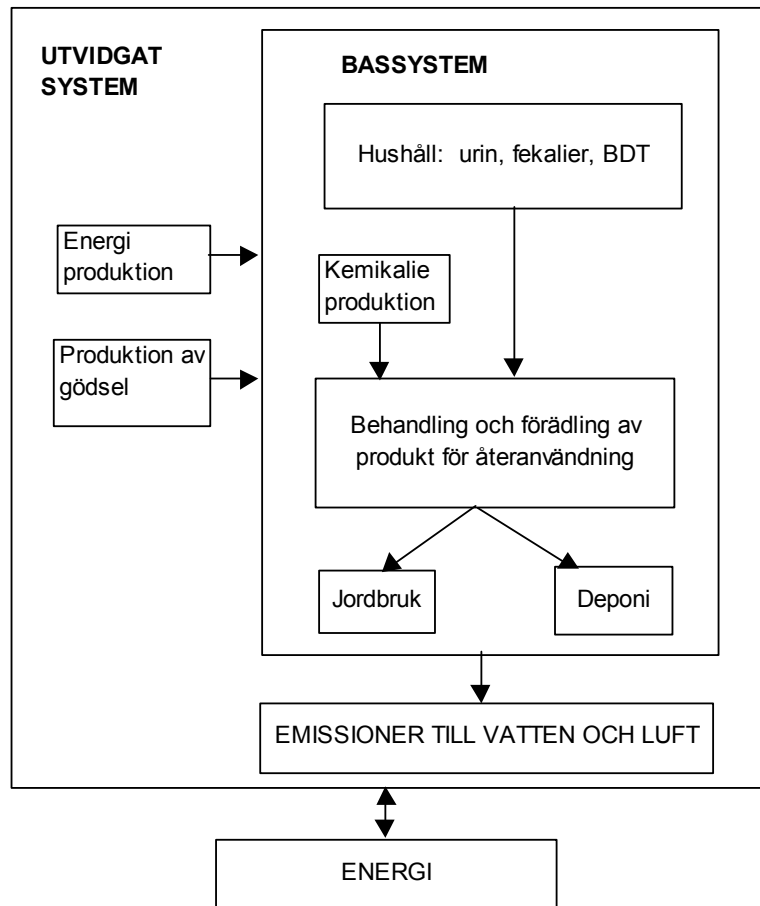 UTVIDGAT
SYSTEM
BASSYSTEM
Hushåll:  urin, fekalier, BDT
Energi
produktion
Kemikalie
produktion
Produktion av
gödsel
Behandling och förädling av
produkt för återanvändning
Jordbruk
Deponi
EMISSIONER TILL VATTEN OCH LUFT
ENERGI